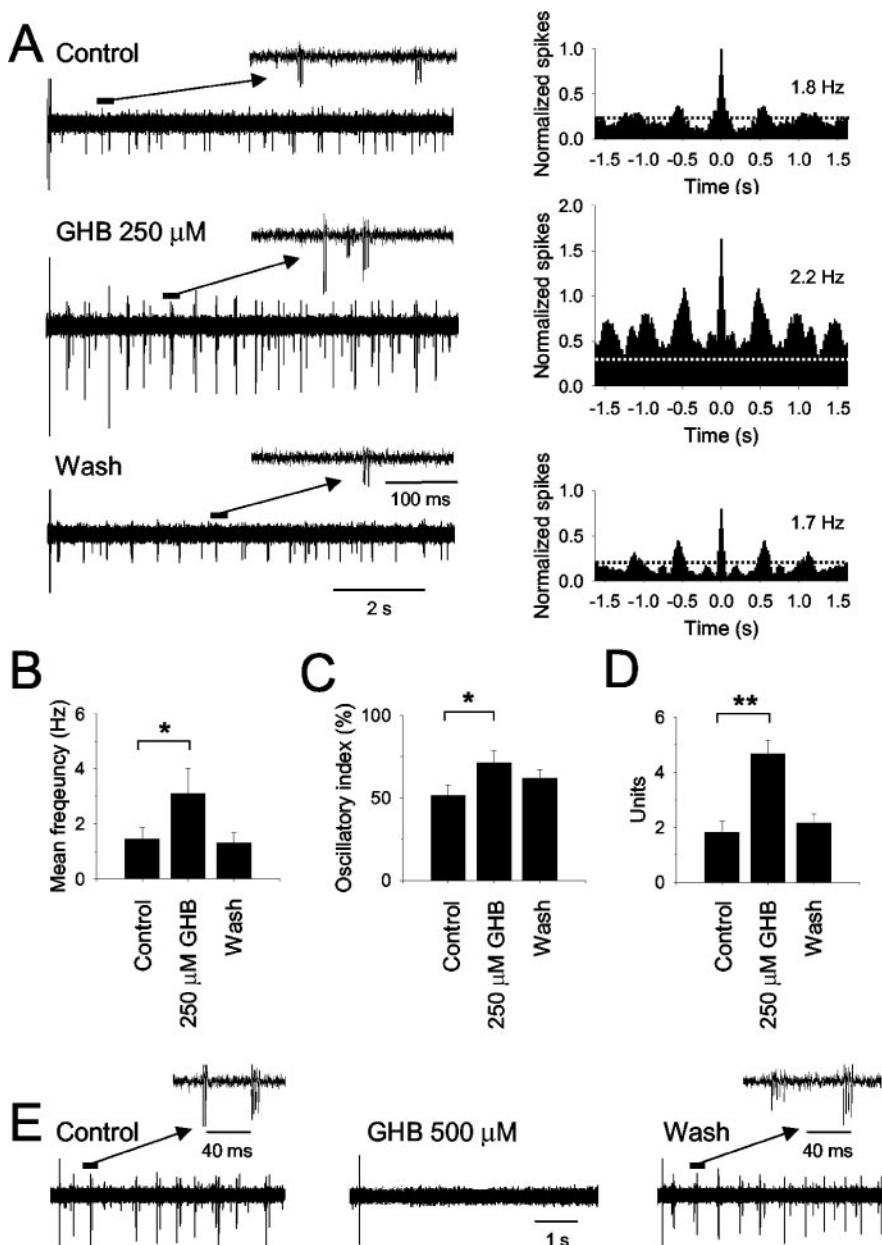 A
Control
1.0
0.5
0.0
Normalized spikes
1.8 Hz
-1.5 -1.0 -0.5 0.0 0.5 1.0 1.5
Time (s)
GHB 250 μM
2.0
1.5
1.0
0.5
0.0
Normalized spikes
2.2 Hz
-1.5 -1.0 -0.5 0.0 0.5 1.0 1.5
Time (s)
Wash
100 ms
2 s
1.0
0.5
0.0
Normalized spikes
1.7 Hz
-1.5 -1.0 -0.5 0.0 0.5 1.0 1.5
Time (s)
B
Mean freqeuncy (Hz)
6
4
2
0
*
Control
250 μM GHB
Wash
C
Oscillatory index (%)
100
50
0
*
Control
250 μM GHB
Wash
D
Units
6
4
2
0
**
Control
250 μM GHB
Wash
E
Control
40 ms
GHB 500 μM
1 s
Wash
40 ms